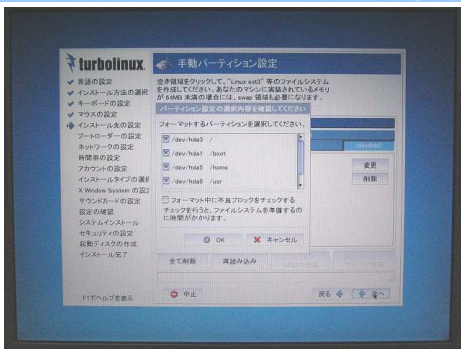 turbolinux
手動パーティション設定
言語の設定
インストール方法の選択
キーボードの設定
マウスの設定
インストール先の設定
ブートローダーの設定
ネットワークの設定
時間帯の設定
アカウントの設定
インストールタイプの選択
X Window System の設定
サウンドカードの設定
設定の確認
システムインストール
セキュリティの設定
起動ディスクの作成
インストール完了
F1でヘルプを表示
空き領域をクリックして、"Linux ext3" 等のファイルシステム
を作成してください。あなたのマシンに実装されているメモリ
が 64MB 未満の場合には、swap 領域も必要になります。
パーティション設定の選択内容を確認してください
フォーマットするパーティションを選択してください。
/dev/hda3 /
/dev/hda1 /boot
/dev/hda5 /home
/dev/hda6 /usr
フォーマット中に不良ブロックをチェックする
チェックを行うと、ファイルシステムを準備するの
に時間がかかります。
OK キャンセル
変更
削除
全て削除 再読み込み
中止 戻る 次へ